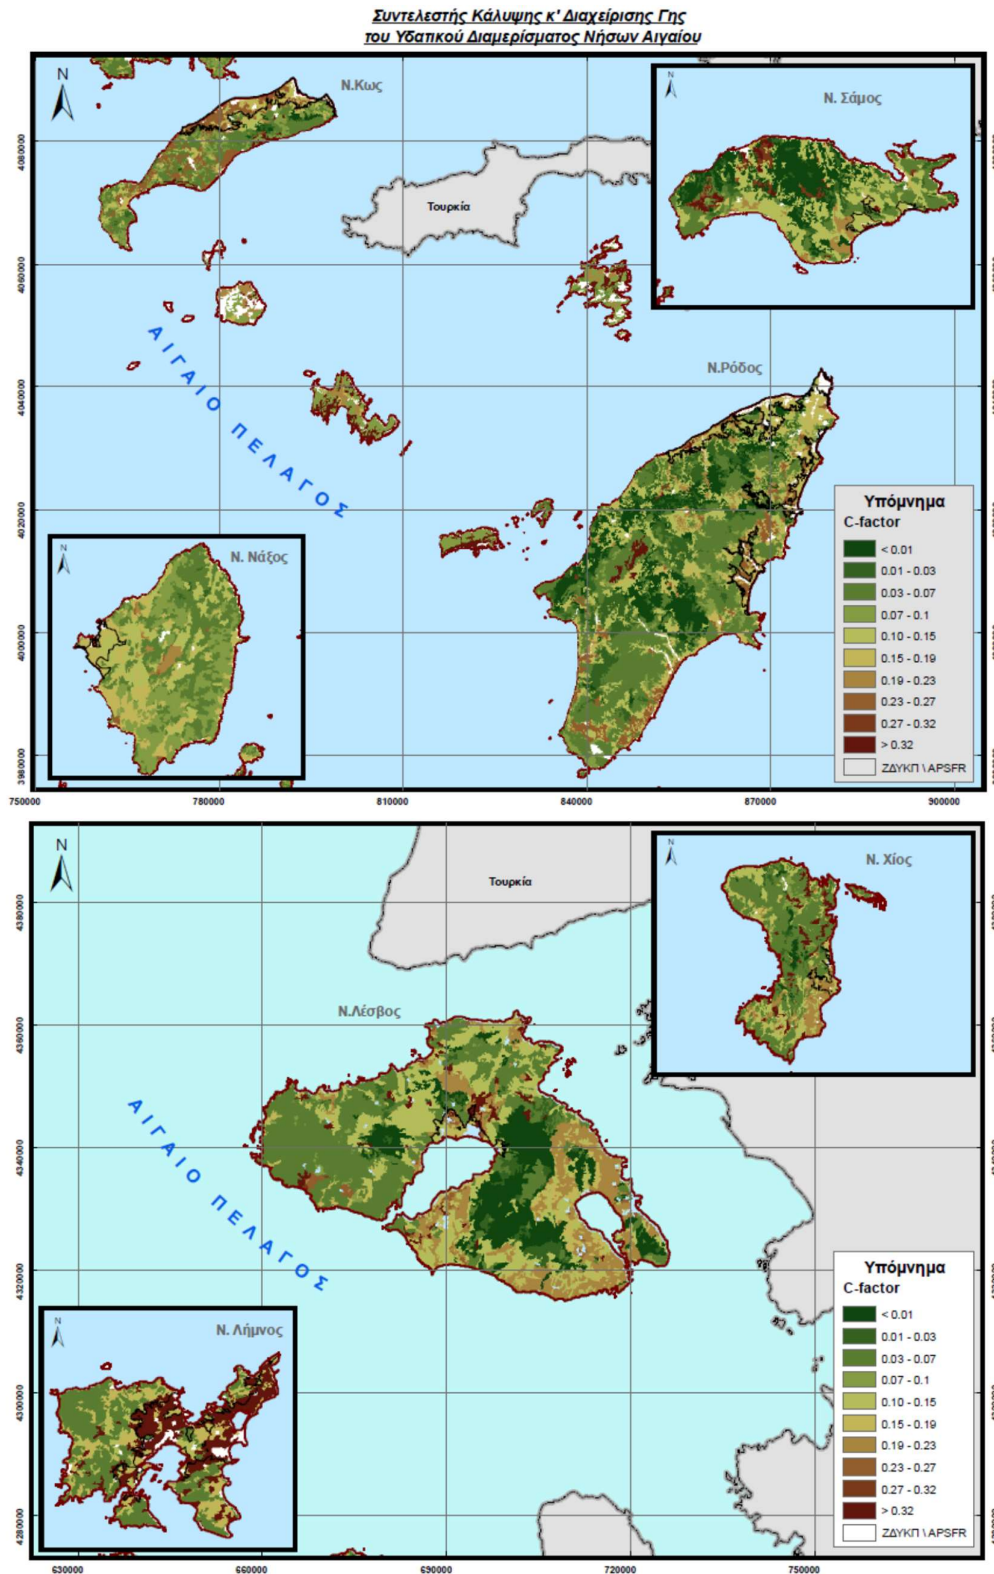 Συντελεστής Κάλυψης κ' Διαχείρισης Γης
του Υδατικού Διαμερίσματος Νήσων Αιγαίου
N
Ν.Κως
N
Ν. Σάμος
Τουρκία
4080000
4060000
ΑΙΓΑΙΟ ΠΕΛΑΓΟΣ
Ν.Ρόδος
4040000
4020000
N
Ν. Νάξος
4000000
3980000
Υπόμνημα
C-factor
< 0.01
0.01 - 0.03
0.03 - 0.07
0.07 - 0.1
0.10 - 0.15
0.15 - 0.19
0.19 - 0.23
0.23 - 0.27
0.27 - 0.32
> 0.32
ΖΔΥΚΠ \ APSFR
750000 780000 810000 840000 870000 900000
N
Τουρκία
N
Ν. Χίος
4380000
Ν.Λέσβος
4360000
ΑΙΓΑΙΟ ΠΕΛΑΓΟΣ
4340000
4320000
N
Ν. Λήμνος
4300000
4280000
Υπόμνημα
C-factor
< 0.01
0.01 - 0.03
0.03 - 0.07
0.07 - 0.1
0.10 - 0.15
0.15 - 0.19
0.19 - 0.23
0.23 - 0.27
0.27 - 0.32
> 0.32
ΖΔΥΚΠ \ APSFR
630000 660000 690000 720000 750000